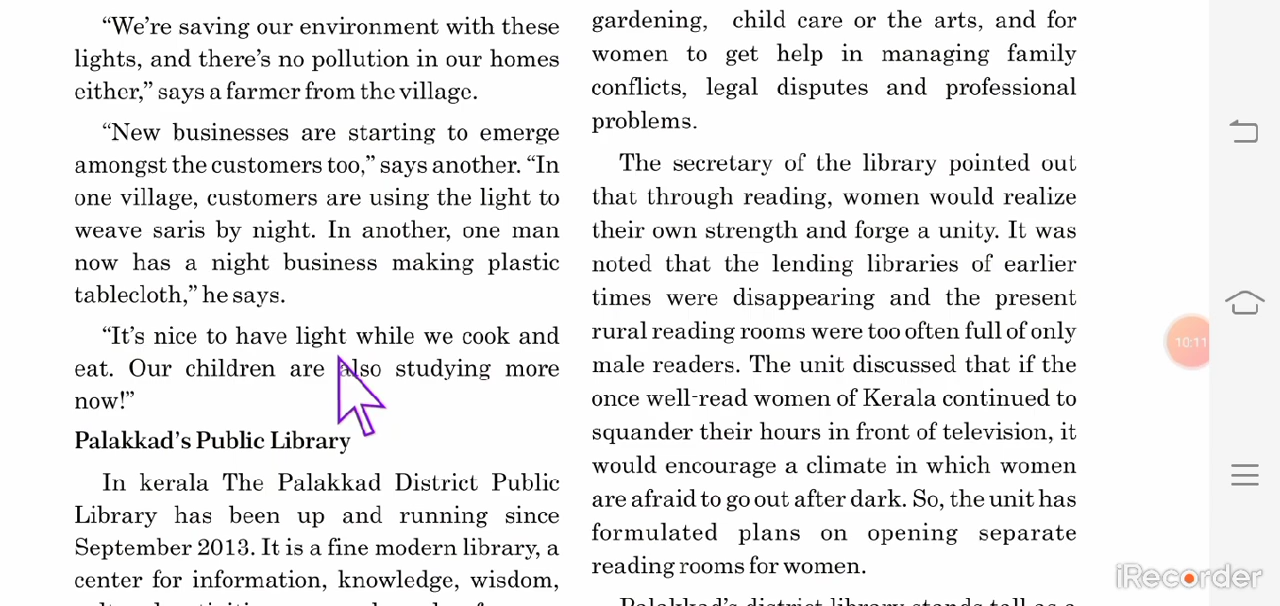 “We’re saving our environment with these
lights, and there’s no pollution in our homes
either,” says a farmer from the village.
“New businesses are starting to emerge
amongst the customers too,” says another. “In
one village, customers are using the light to
weave saris by night. In another, one man
now has a night business making plastic
tablecloth,” he says.
“It’s nice to have light while we cook and
eat. Our children are also studying more
now!”
Palakkad’s Public Library
In kerala The Palakkad District Public
Library has been up and running since
September 2013. It is a fine modern library, a
center for information, knowledge, wisdom,
gardening, child care or the arts, and for
women to get help in managing family
conflicts, legal disputes and professional
problems.
The secretary of the library pointed out
that through reading, women would realize
their own strength and forge a unity. It was
noted that the lending libraries of earlier
times were disappearing and the present
rural reading rooms were too often full of only
male readers. The unit discussed that if the
once well-read women of Kerala continued to
squander their hours in front of television, it
would encourage a climate in which women
are afraid to go out after dark. So, the unit has
formulated plans on opening separate
reading rooms for women.
Palakkad’s district library stands tall as a
10:11
iRecorder